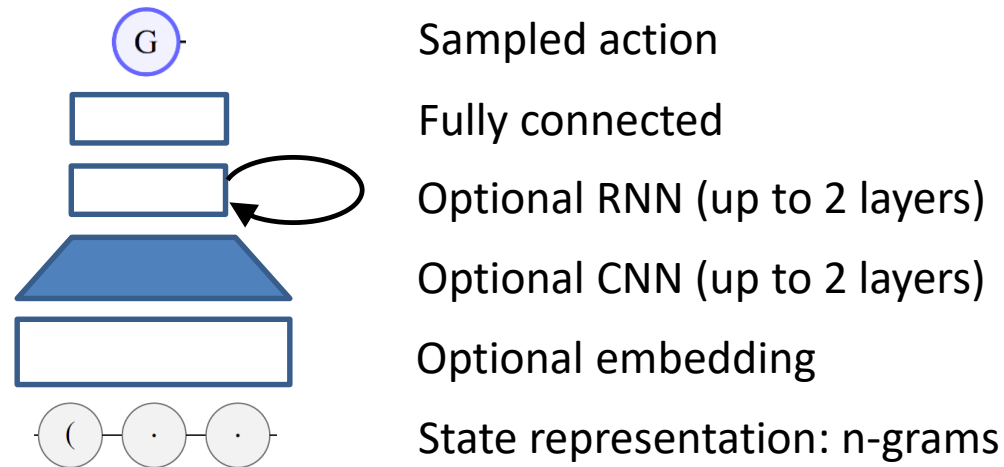 G Sampled action
Fully connected
Optional RNN (up to 2 layers)
Optional CNN (up to 2 layers)
Optional embedding
( · · State representation: n-grams